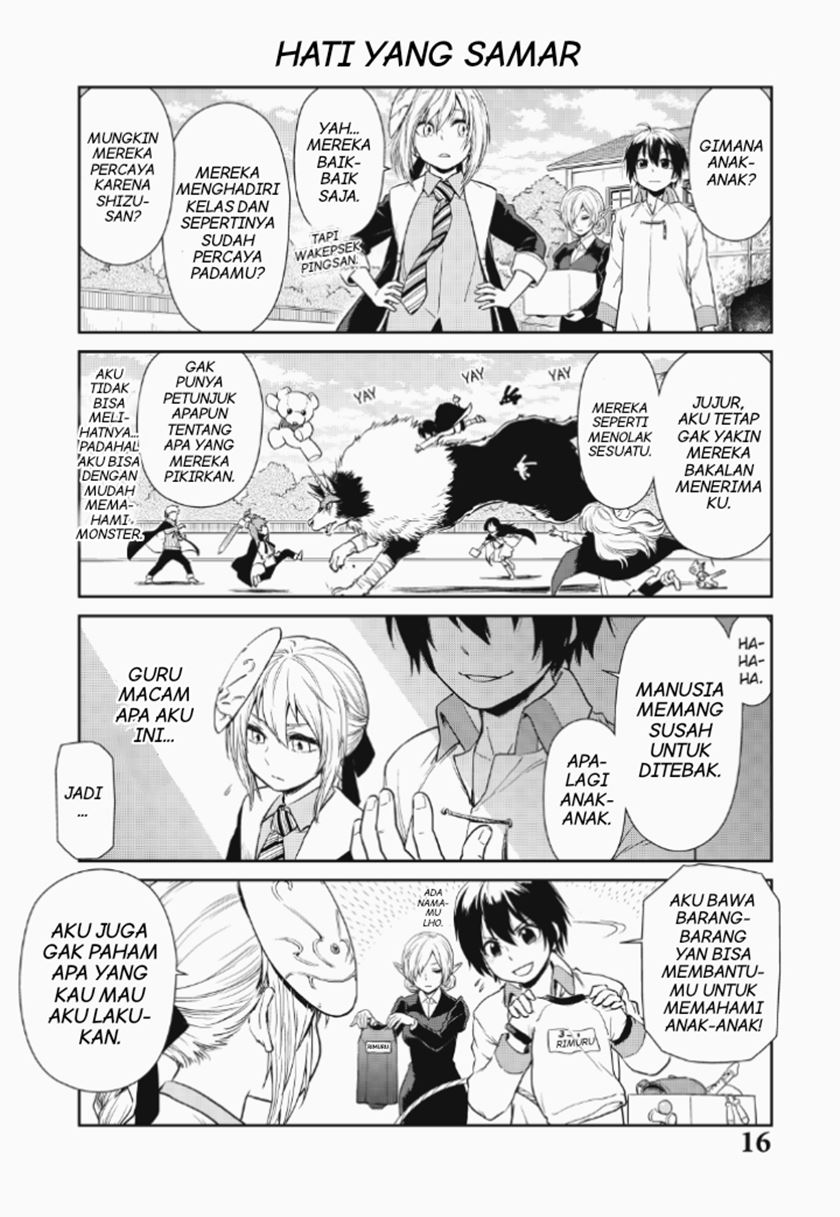 HATI YANG SAMAR
GIMANA
ANAK-
ANAK?
YAH...
MEREKA
BAIK-
BAIK
SAJA.
TAPI
WAKEPSEK
PINGSAN.
MEREKA
MENGHADIRI
KELAS DAN
SEPERTINYA
SUDAH
PERCAYA
PADAMU?
MUNGKIN
MEREKA
PERCAYA
KARENA
SHIZU-
SAN?
JUJUR,
AKU TETAP
GAK YAKIN
MEREKA
BAKALAN
MENERIMA
KU.
MEREKA
SEPERTI
MENOLAK
SESUATU.
YAY
YAY
YAY
GAK
PUNYA
PETUNJUK
APAPUN
TENTANG
APA YANG
MEREKA
PIKIRKAN.
AKU
TIDAK
BISA
MELI-
HATNYA...
PADAHAL
AKU BISA
DENGAN
MUDAH
MEMA-
HAMI
MONSTER.
HA-
HA-
HA.
MANUSIA
MEMANG
SUSAH
UNTUK
DITEBAK.
APA-
LAGI
ANAK-
ANAK.
GURU
MACAM
APA AKU
INI...
JADI
...
AKU BAWA
BARANG-
BARANG
YAN BISA
MEMBANTU-
MU UNTUK
MEMAHAMI
ANAK-ANAK!
3-1
RIMURU
ADA
NAMA-
MU
LHO.
RIMURU
AKU JUGA
GAK PAHAM
APA YANG
KAU MAU
AKU LAKU-
KAN.
16